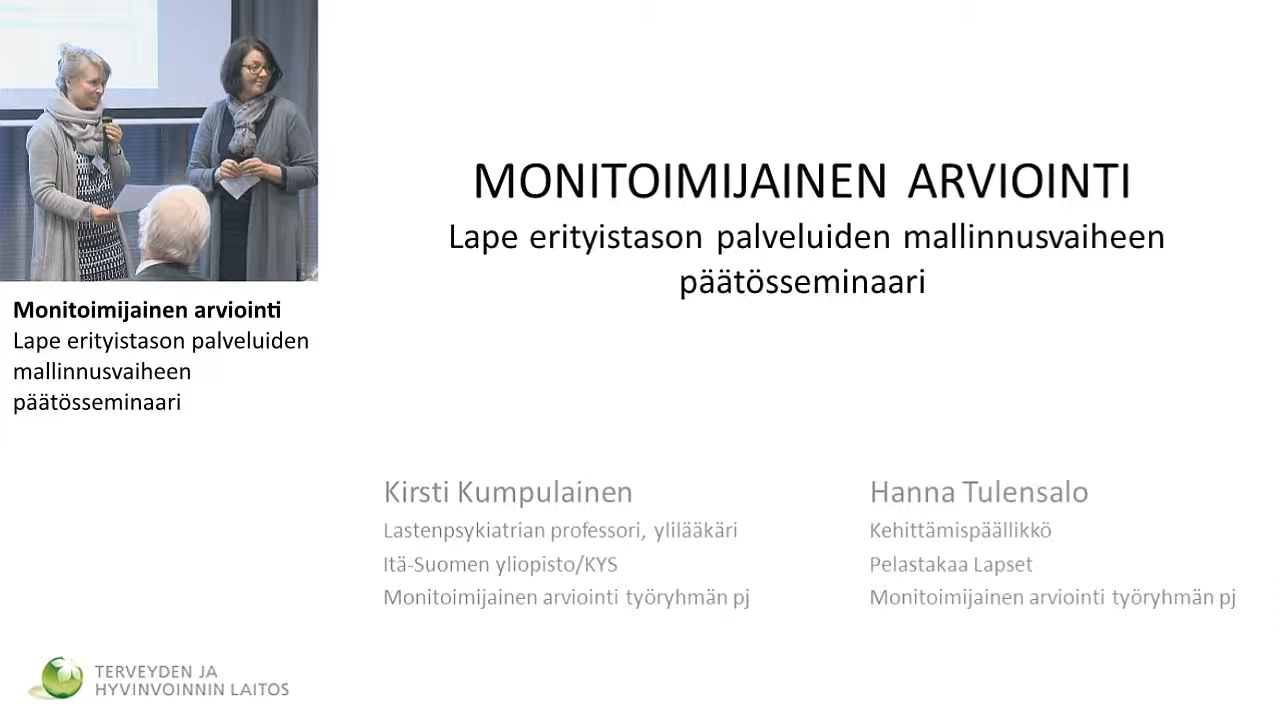 Monitoimijainen arviointi
Lape erityistason palveluiden
mallinnusvaiheen
päätösseminaari
MONITOIMIJAINEN ARVIOINTI
Lape erityistason palveluiden mallinnusvaiheen
päätösseminaari
Kirsti Kumpulainen
Lastenpsykiatrian professori, ylilääkäri
Itä-Suomen yliopisto/KYS
Monitoimijainen arviointi työryhmän pj
Hanna Tulensalo
Kehittämispäällikkö
Pelastakaa Lapset
Monitoimijainen arviointi työryhmän pj
TERVEYDEN JA
HYVINVOINNIN LAITOS